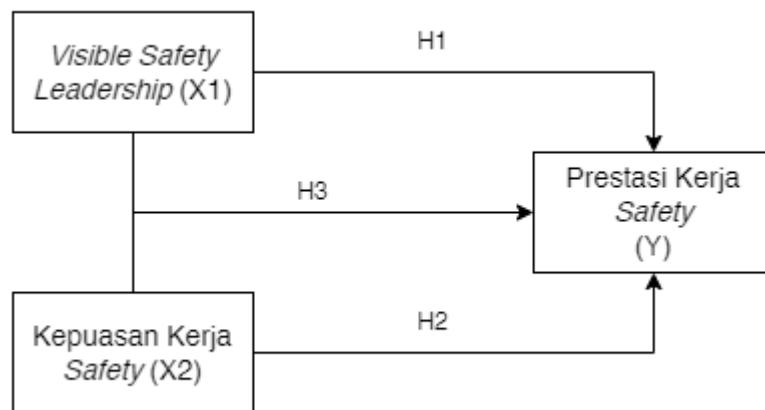 Visible Safety
Leadership (X1)
H1
Prestasi Kerja
Safety
(Y)
H3
Kepuasan Kerja
Safety (X2)
H2